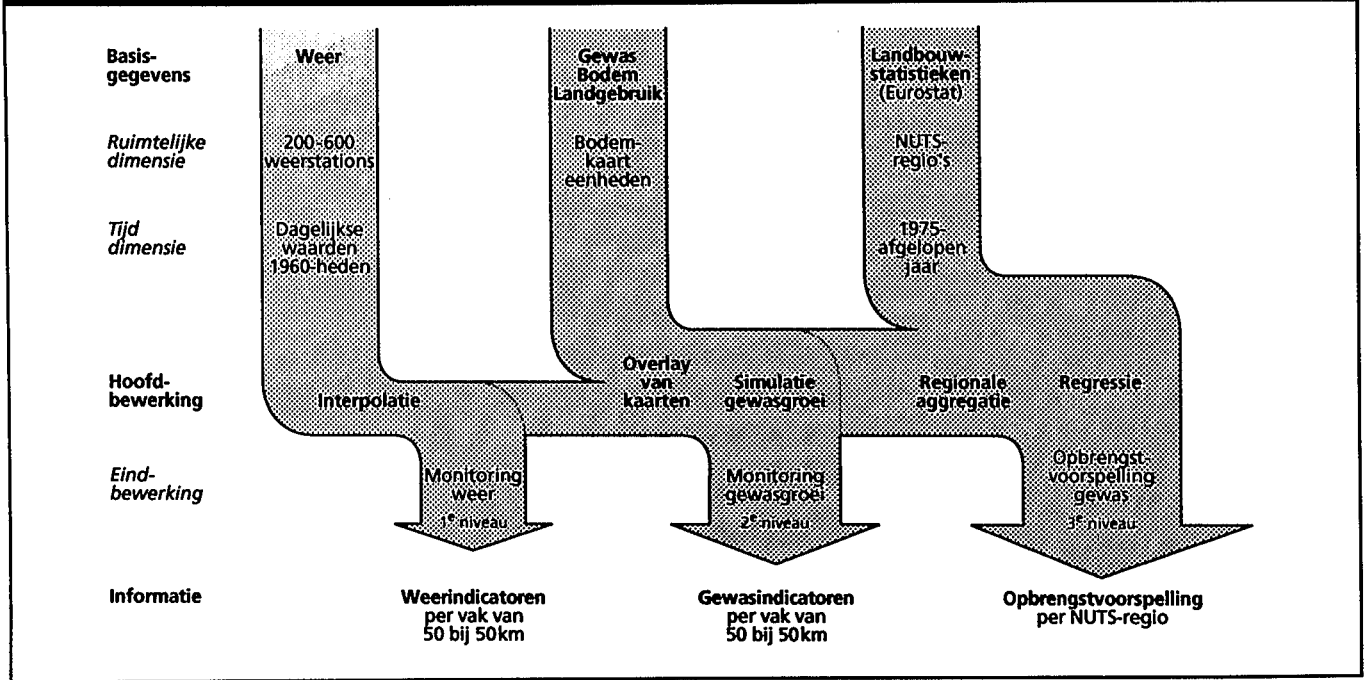 Basis-
gegevens
Weer
Gewas
Bodem
Landgebruik
Landbouw-
statistieken
(Eurostat)
Ruimtelijke
dimensie
200-600
weerstations
Bodem-
kaart
eenheden
NUTS-
regio's
Tijd
dimensie
Dagelijkse
waarden
1960-heden
1975-
afgelopen
jaar
Hoofd-
bewerking
Interpolatie
Overlay
van
kaarten
Simulatie
gewasgroei
Regionale
aggregatie
Regressie
Eind-
bewerking
Monitoring
weer
1e niveau
Monitoring
gewasgroei
2e niveau
Opbrengst-
voorspelling
gewas
3e niveau
Informatie
Weerindicatoren
per vak van
50 bij 50km
Gewasindicatoren
per vak van
50 bij 50km
Opbrengstvoorspelling
per NUTS-regio